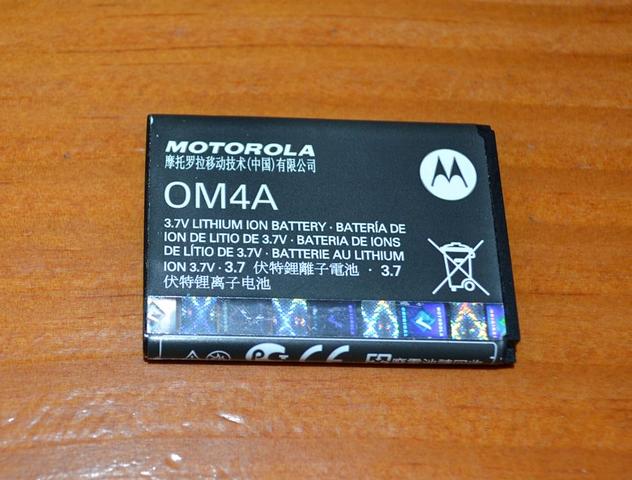 MOTOROLA
摩托罗拉移动技术(中国)有限公司
OM4A
3.7V LITHIUM ION BATTERY · BATERÍA DE
ION DE LITIO DE 3.7V · BATERIA DE IONS
DE LÍTIO DE 3.7V · BATTERIE AU LITHIUM
ION 3.7V · 3.7 伏特鋰離子電池 · 3.7
伏特锂离子电池
CE